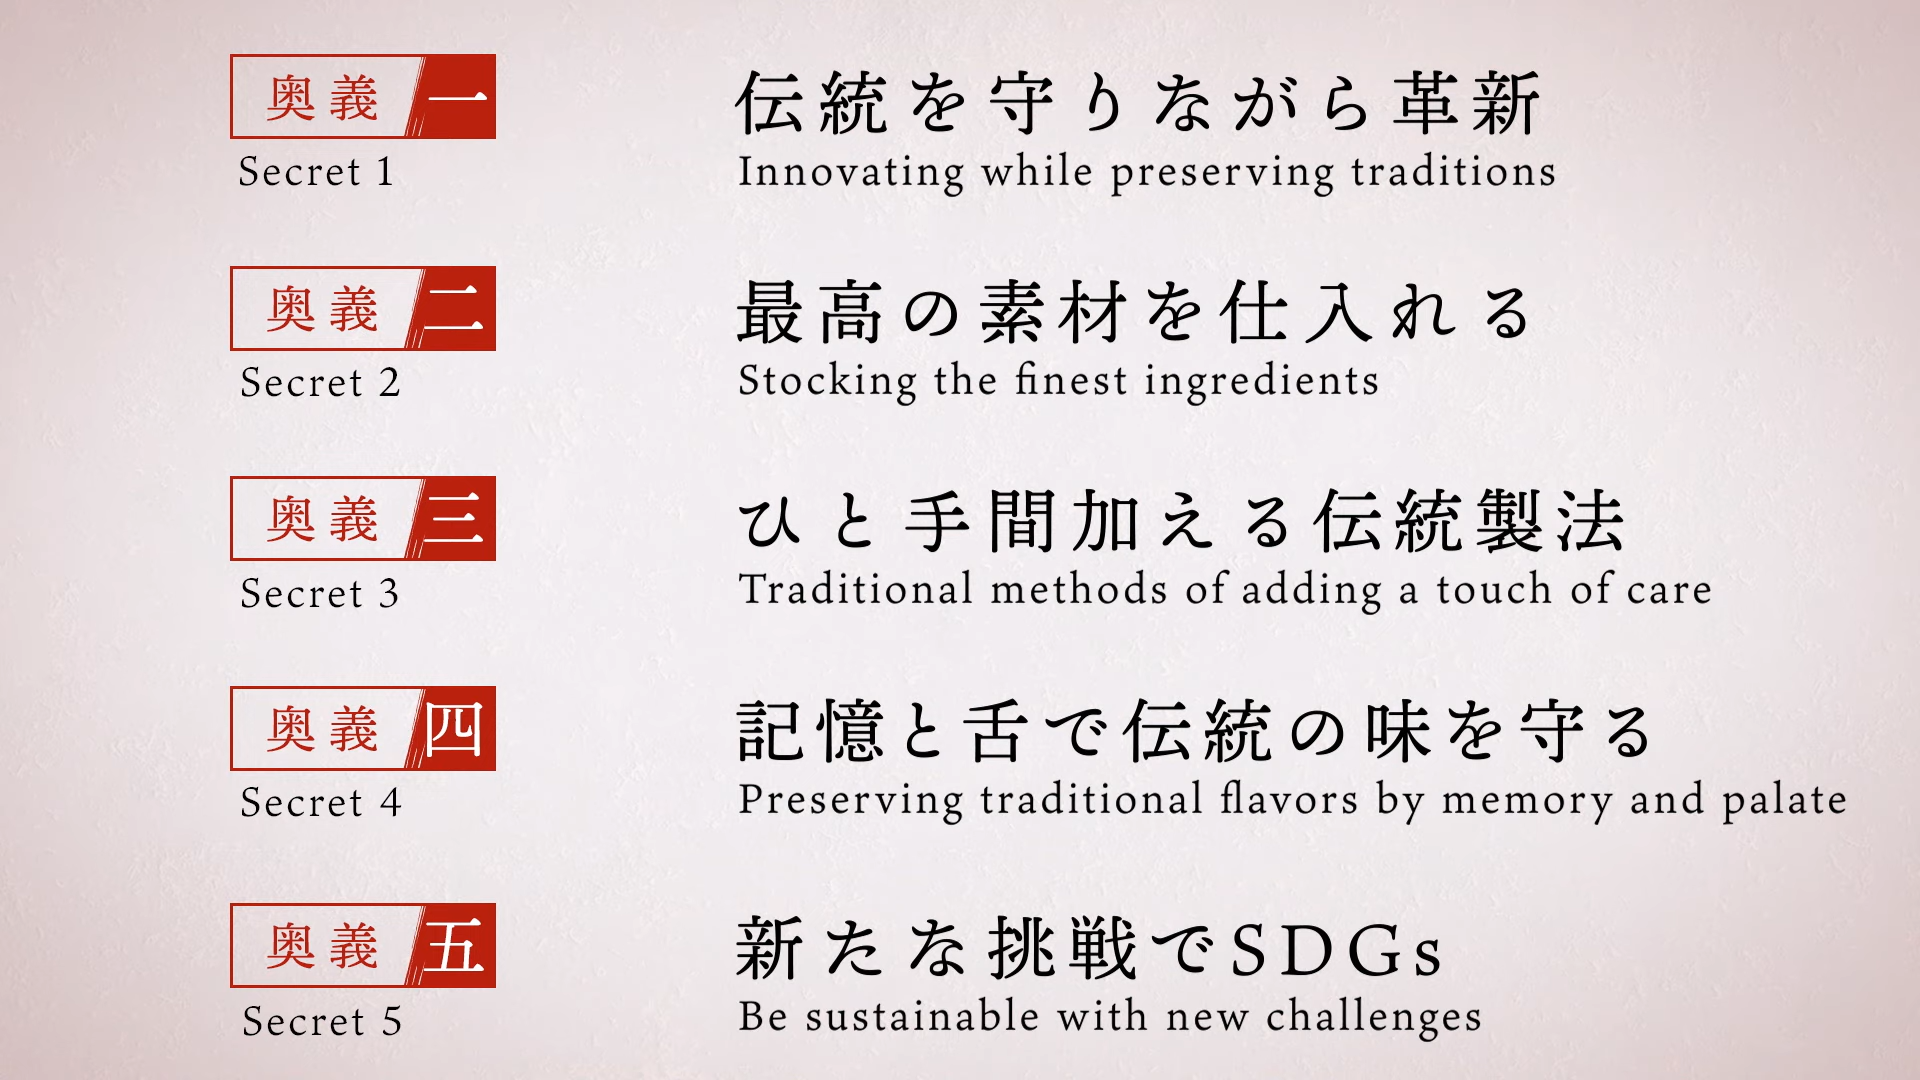 奥義 一
伝統を守りながら革新
Secret 1
Innovating while preserving traditions
奥義 二
最高の素材を仕入れる
Secret 2
Stocking the finest ingredients
奥義 三
ひと手間加える伝統製法
Secret 3
Traditional methods of adding a touch of care
奥義 四
記憶と舌で伝統の味を守る
Secret 4
Preserving traditional flavors by memory and palate
奥義 五
新たな挑戦でSDGs
Secret 5
Be sustainable with new challenges